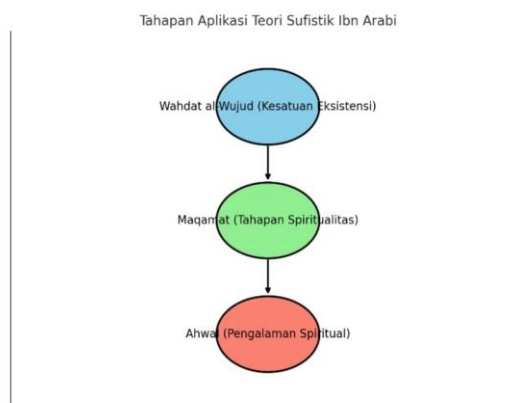 Tahapan Aplikasi Teori Sufistik Ibn Arabi
Wahdat al-Wujud (Kesatuan Eksistensi)
Maqamat (Tahapan Spiritualitas)
Ahwal (Pengalaman Spiritual)